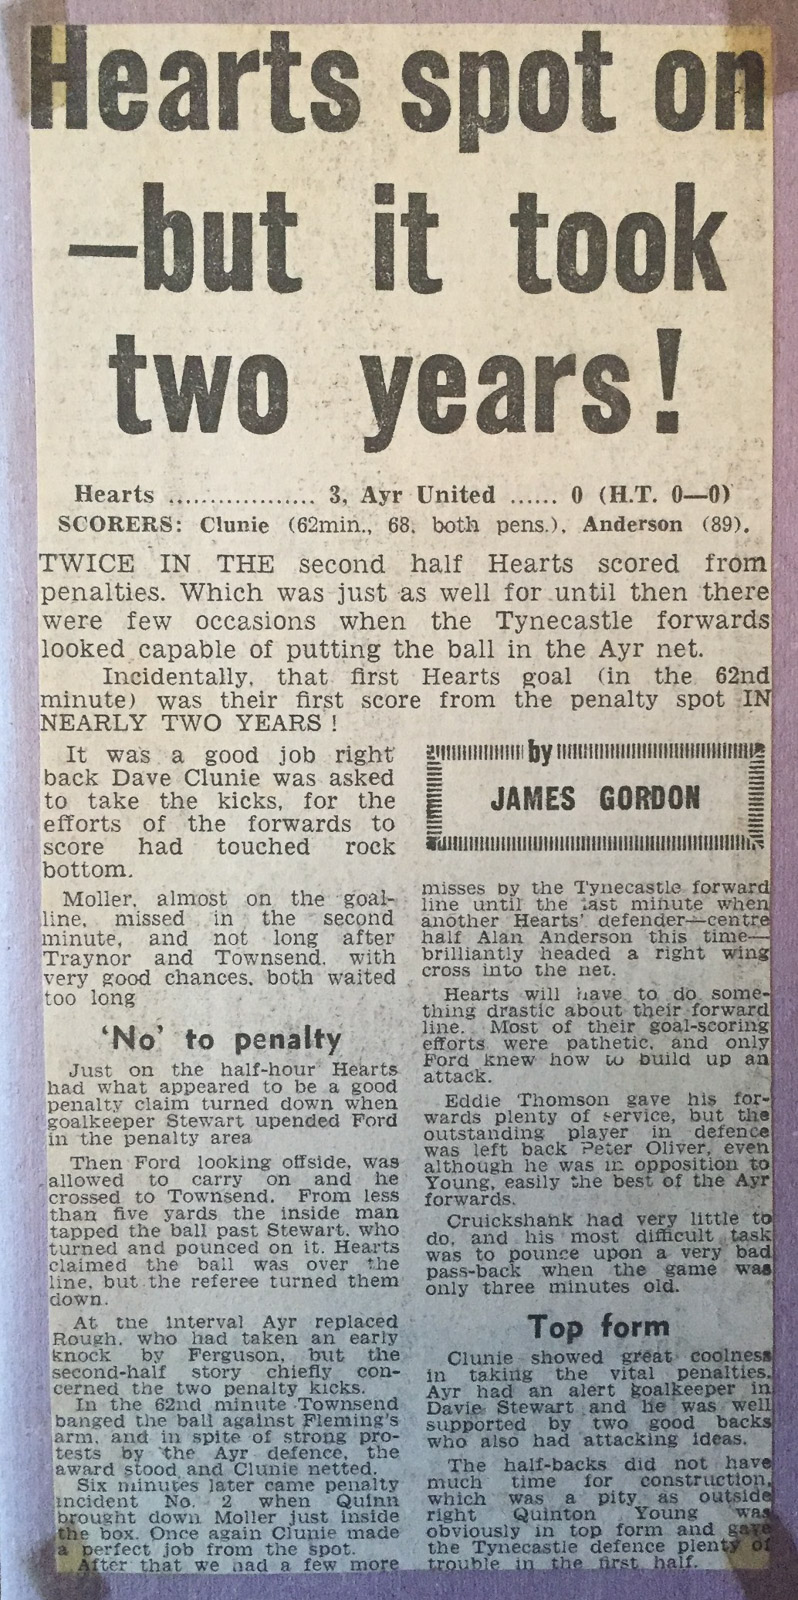 Hearts spot on
—but it took
two years!
Hearts .................. 3, Ayr United ...... 0 (H.T. 0—0)
SCORERS: Clunie (62min., 68, both pens.), Anderson (89).
TWICE IN THE second half Hearts scored from
penalties. Which was just as well for until then there
were few occasions when the Tynecastle forwards
looked capable of putting the ball in the Ayr net.
Incidentally, that first Hearts goal (in the 62nd
minute) was their first score from the penalty spot IN
NEARLY TWO YEARS!
It was a good job right
back Dave Clunie was asked
to take the kicks, for the
efforts of the forwards to
score had touched rock
bottom.
Moller, almost on the goal-
line, missed in the second
minute, and not long after
Traynor and Townsend, with
very good chances, both waited
too long
'No' to penalty
Just on the half-hour Hearts
had what appeared to be a good
penalty claim turned down when
goalkeeper Stewart upended Ford
in the penalty area
Then Ford looking offside, was
allowed to carry on and he
crossed to Townsend. From less
than five yards the inside man
tapped the ball past Stewart, who
turned and pounced on it. Hearts
claimed the ball was over the
line, but the referee turned them
down.
At the interval Ayr replaced
Rough, who had taken an early
knock by Ferguson, but the
second-half story chiefly con-
cerned the two penalty kicks.
In the 62nd minute Townsend
banged the ball against Fleming's
arm, and in spite of strong pro-
tests by the Ayr defence, the
award stood and Clunie netted.
Six minutes later came penalty
incident No. 2 when Quinn
brought down Moller just inside
the box. Once again Clunie made
a perfect job from the spot.
After that we had a few more
by
JAMES GORDON
misses by the Tynecastle forward
line until the last minute when
another Hearts' defender—centre
half Alan Anderson this time—
brilliantly headed a right wing
cross into the net.
Hearts will have to do some-
thing drastic about their forward
line. Most of their goal-scoring
efforts were pathetic, and only
Ford knew how to build up an
attack.
Eddie Thomson gave his for-
wards plenty of service, but the
outstanding player in defence
was left back Peter Oliver, even
although he was in opposition to
Young, easily the best of the Ayr
forwards.
Cruickshank had very little to
do, and his most difficult task
was to pounce upon a very bad
pass-back when the game was
only three minutes old.
Top form
Clunie showed great coolness
in taking the vital penalties.
Ayr had an alert goalkeeper in
Davie Stewart and he was well
supported by two good backs
who also had attacking ideas.
The half-backs did not have
much time for construction,
which was a pity as outside
right Quinton Young was
obviously in top form and gave
the Tynecastle defence plenty of
trouble in the first half.